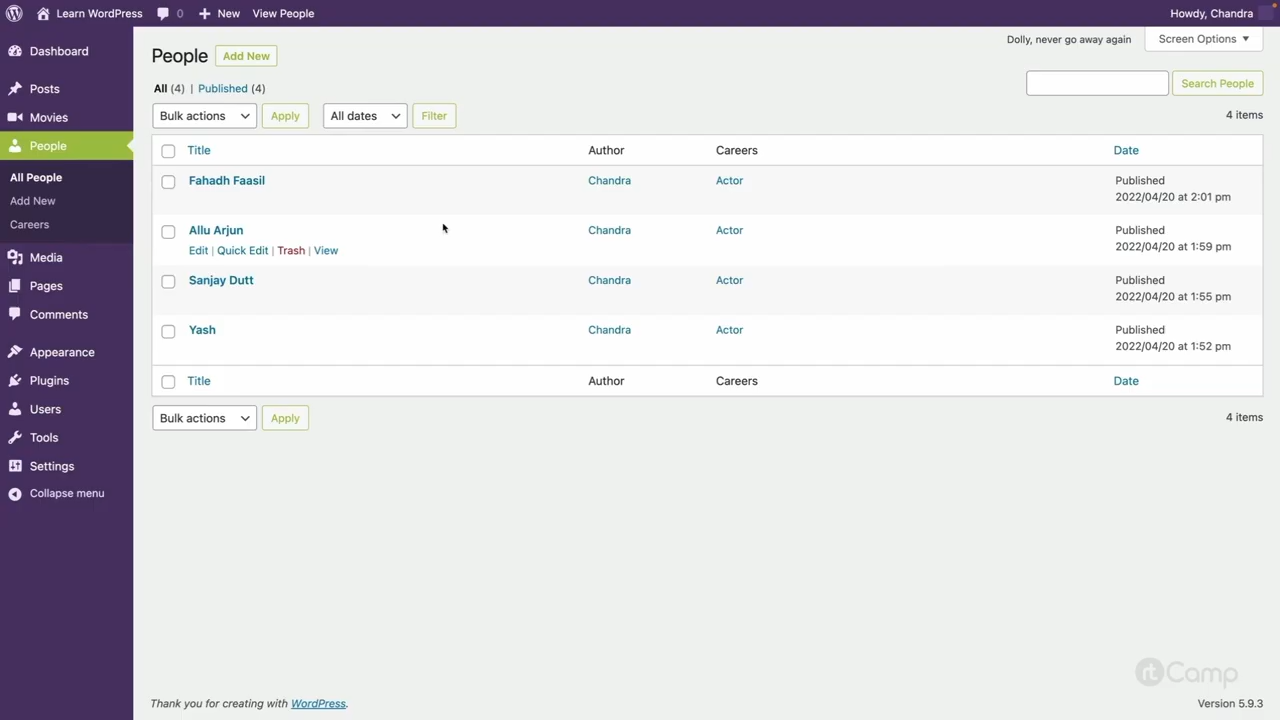 Learn WordPress 0 New View People Howdy, Chandra
Dashboard
Posts
Movies
People
All People
Add New
Careers
Media
Pages
Comments
Appearance
Plugins
Users
Tools
Settings
Collapse menu
Dolly, never go away again Screen Options
People Add New
All (4) | Published (4)
Search People
Bulk actions Apply All dates Filter 4 items
Title Author Careers Date
Fahadh Faasil Chandra Actor Published
2022/04/20 at 2:01 pm
Allu Arjun Chandra Actor Published
Edit | Quick Edit | Trash | View 2022/04/20 at 1:59 pm
Sanjay Dutt Chandra Actor Published
2022/04/20 at 1:55 pm
Yash Chandra Actor Published
2022/04/20 at 1:52 pm
Title Author Careers Date
Bulk actions Apply 4 items
rtCamp
Thank you for creating with WordPress. Version 5.9.3